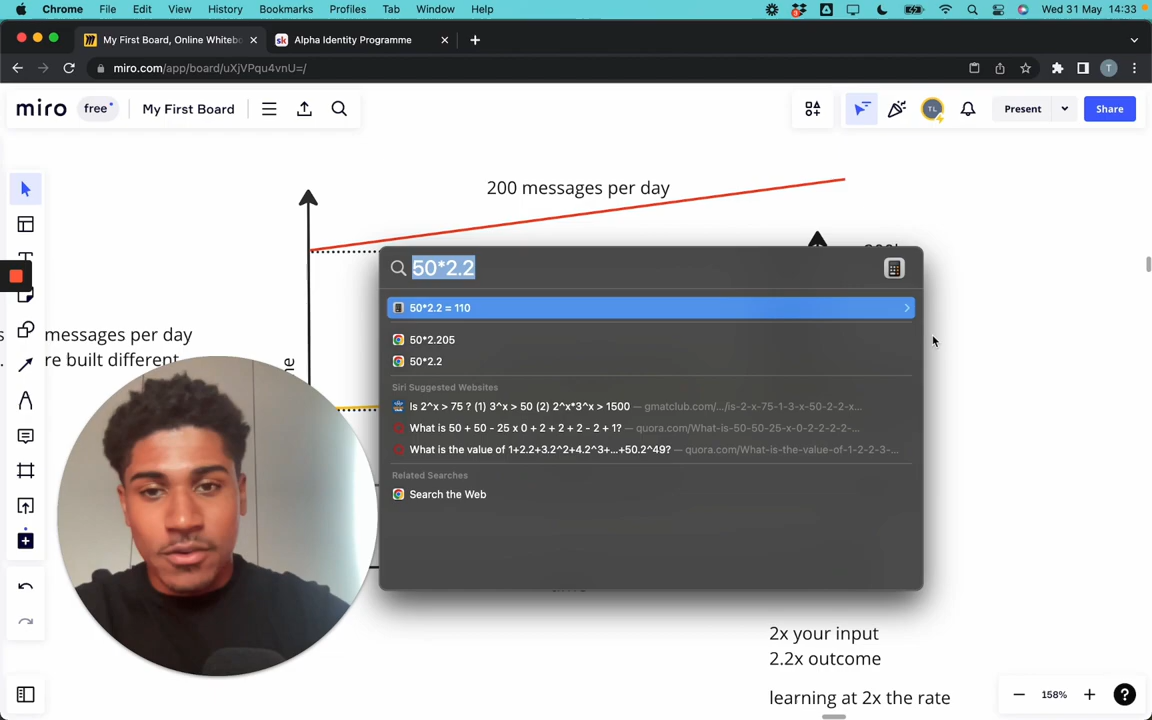 Chrome File Edit View History Bookmarks Profiles Tab Window Help Wed 31 May 14:33
My First Board, Online Whitebo Alpha Identity Programme
miro.com/app/board/uXjVPqu4vnU=/ T
miro free My First Board TL Present Share
200 messages per day
50*2.2
50*2.2 = 110
messages per day
re built different
50*2.205
50*2.2
Siri Suggested Websites
Is 2^x > 75 ? (1) 3^x > 50 (2) 2^x*3^x > 1500 — gmatclub.com/.../is-2-x-75-1-3-x-50-2-2-x-...
What is 50 + 50 - 25 x 0 + 2 + 2 + 2 - 2 + 1? — quora.com/What-is-50-50-25-x-0-2-2-2-2-...
What is the value of 1+2.2+3.2^2+4.2^3+...+50.2^49? — quora.com/What-is-the-value-of-1-2-2-3-...
Related Searches
Search the Web
2x your input
2.2x outcome
learning at 2x the rate
158%